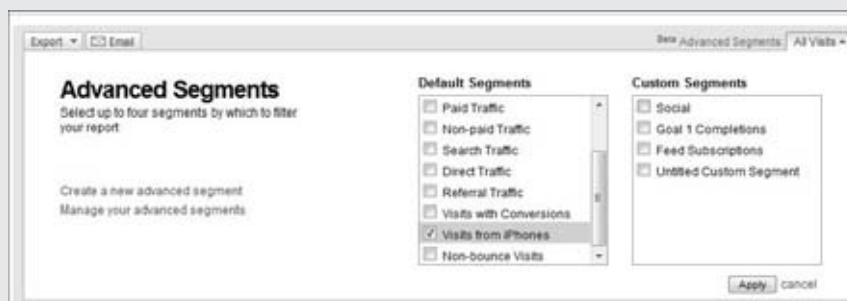 Export Email Beta Advanced Segments: All Visits
Advanced Segments
Select up to four segments by which to filter
your report
Create a new advanced segment
Manage your advanced segments
Default Segments
Paid Traffic
Non-paid Traffic
Search Traffic
Direct Traffic
Referral Traffic
Visits with Conversions
Visits from iPhones
Non-bounce Visits
Custom Segments
Social
Goal 1 Completions
Feed Subscriptions
Untitled Custom Segment
Apply cancel